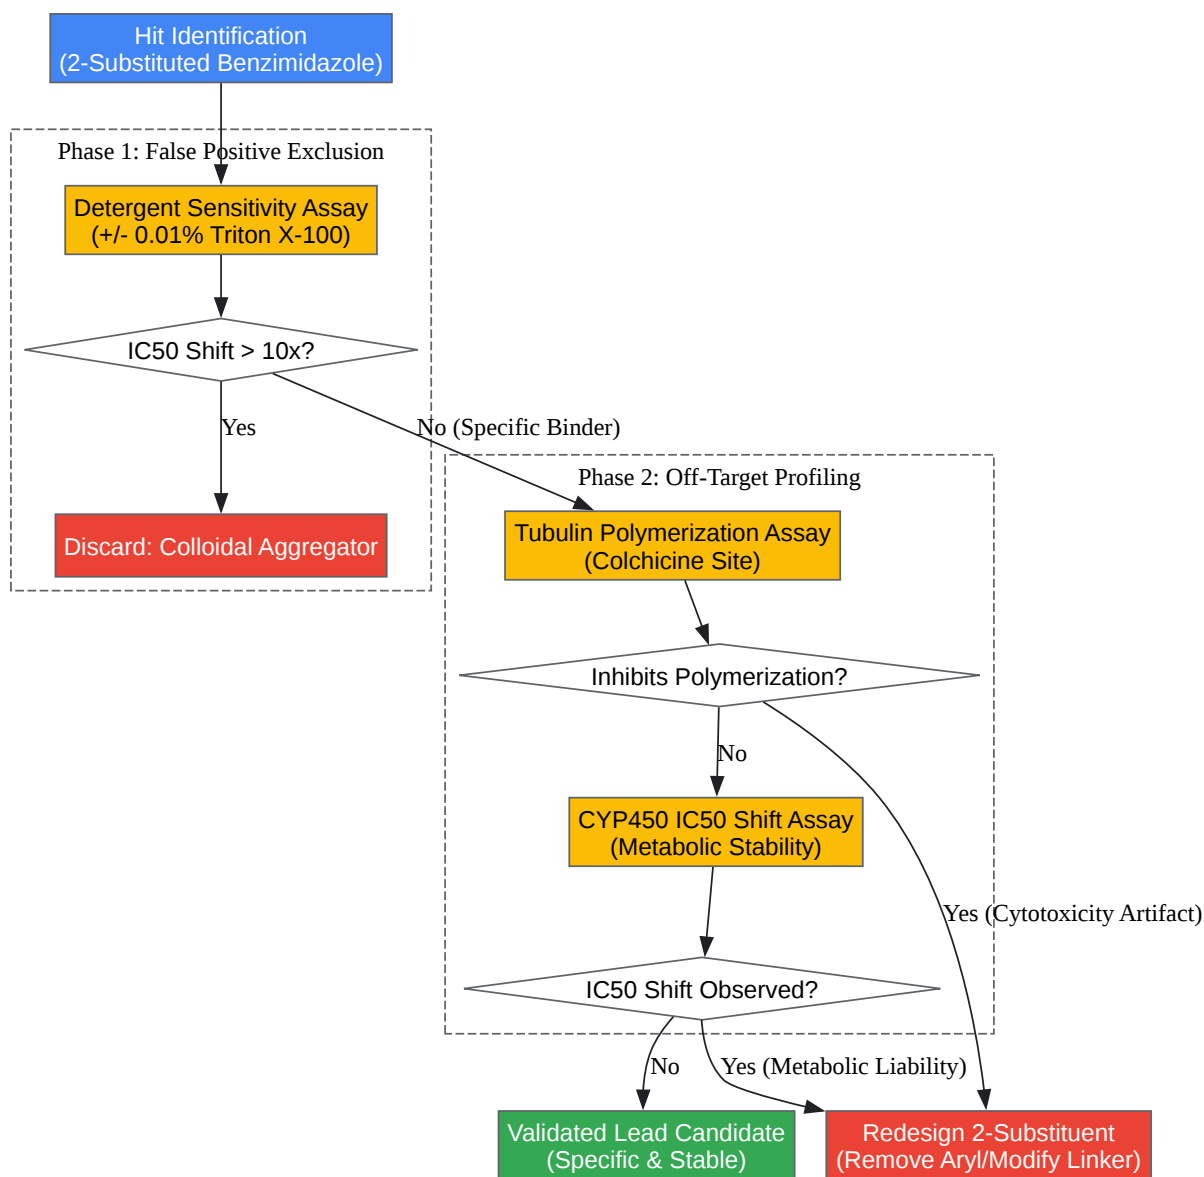 Hit Identification
(2-Substituted Benzimidazole)
Phase 1: False Positive Exclusion
Detergent Sensitivity Assay
(+/- 0.01% Triton X-100)
IC50 Shift > 10x?
Yes
No (Specific Binder)
Discard: Colloidal Aggregator
Phase 2: Off-Target Profiling
Tubulin Polymerization Assay
(Colchicine Site)
Inhibits Polymerization?
No
CYP450 IC50 Shift Assay
(Metabolic Stability)
Yes (Cytotoxicity Artifact)
IC50 Shift Observed?
No
Yes (Metabolic Liability)
Validated Lead Candidate
(Specific & Stable)
Redesign 2-Substituent
(Remove Aryl/Modify Linker)